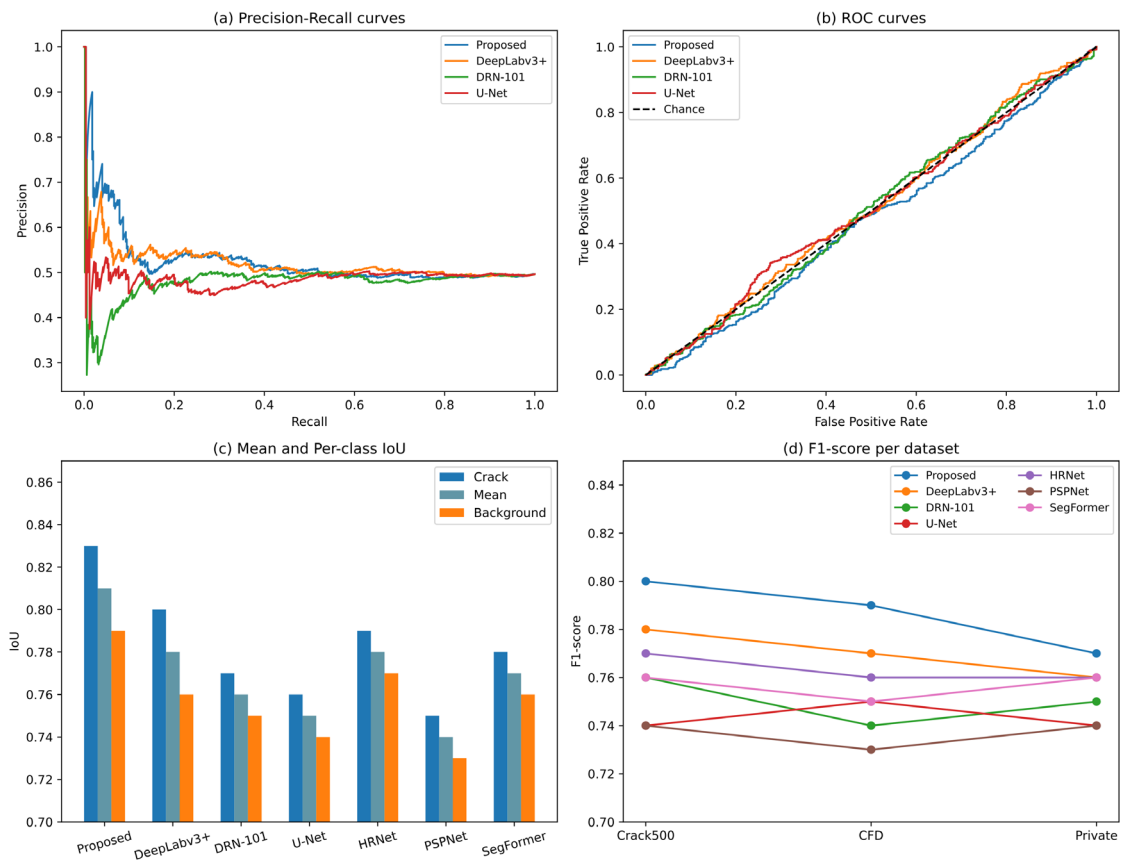 (a) Precision-Recall curves
1.0
0.9
0.8
0.7
0.6
0.5
0.4
0.3
Precision
0.0 0.2 0.4 0.6 0.8 1.0
Recall
Proposed
DeepLabv3+
DRN-101
U-Net
(b) ROC curves
1.0
0.8
0.6
0.4
0.2
0.0
True Positive Rate
0.0 0.2 0.4 0.6 0.8 1.0
False Positive Rate
Proposed
DeepLabv3+
DRN-101
U-Net
Chance
(c) Mean and Per-class IoU
0.86
0.84
0.82
0.80
0.78
0.76
0.74
0.72
0.70
IoU
Proposed DeepLabv3+ DRN-101 U-Net HRNet PSPNet SegFormer
Crack
Mean
Background
(d) F1-score per dataset
0.84
0.82
0.80
0.78
0.76
0.74
0.72
0.70
F1-score
Crack500 CFD Private
Proposed
DeepLabv3+
DRN-101
U-Net
HRNet
PSPNet
SegFormer